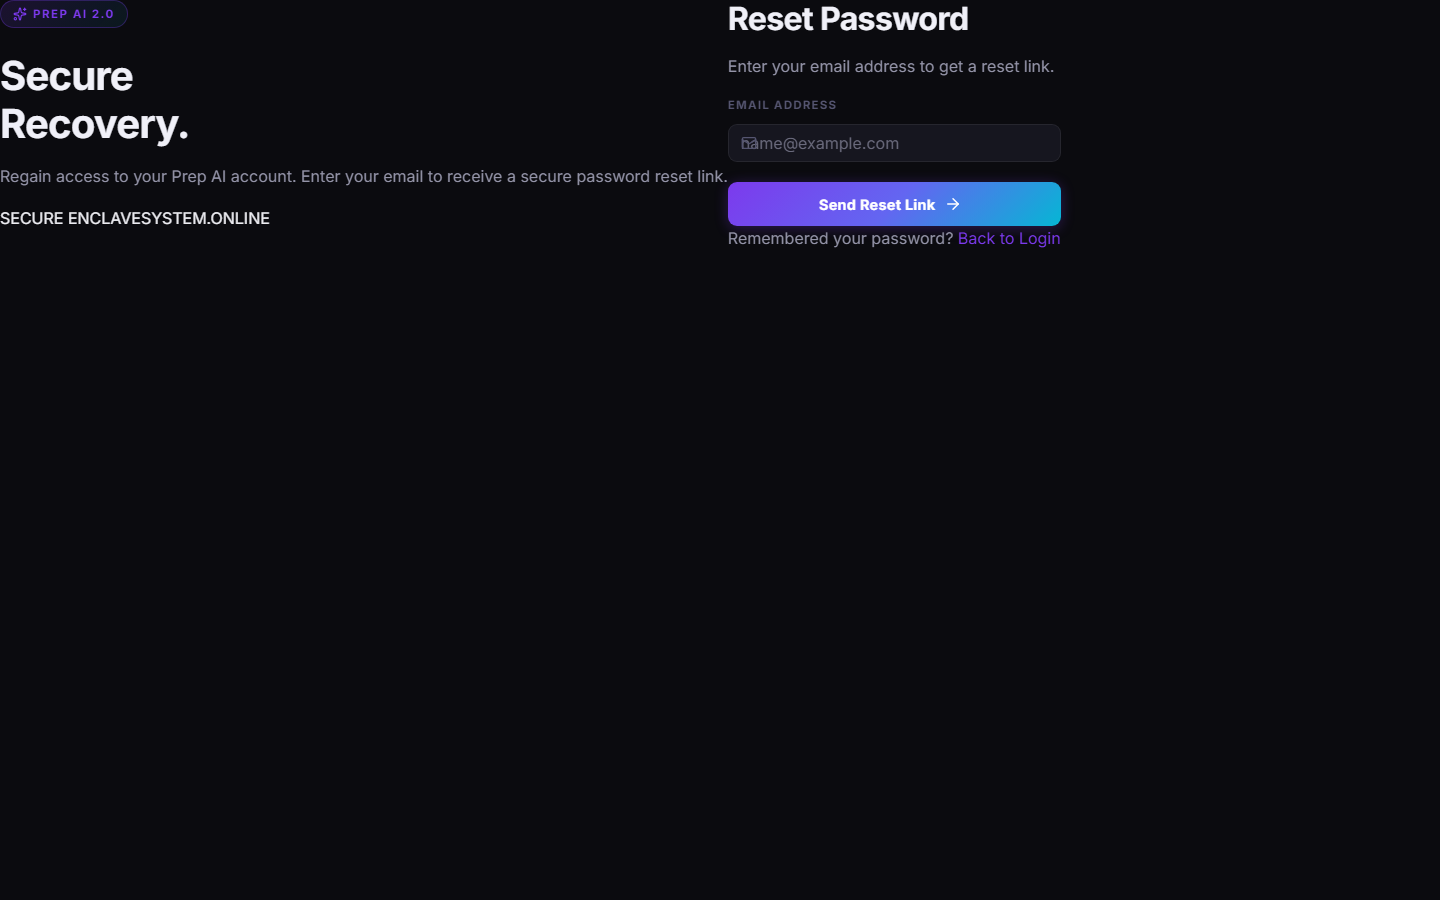 PREP AI 2.0
Secure
Recovery.
Regain access to your Prep AI account. Enter your email to receive a secure password reset link.
SECURE ENCLAVESYSTEM.ONLINE
Reset Password
Enter your email address to get a reset link.
EMAIL ADDRESS
name@example.com
Send Reset Link
Remembered your password? Back to Login